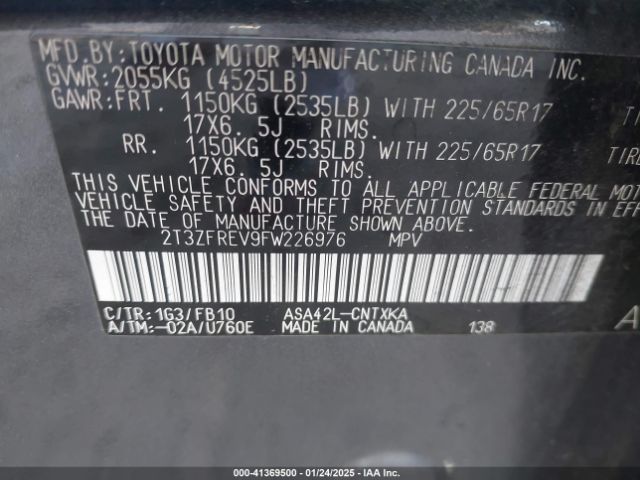 MFD.BY:TOYOTA MOTOR MANUFACTURING CANADA INC.
GVWR:2055KG (4525LB)
GAWR:FRT. 1150KG (2535LB) WITH 225/65R17
17X6. 5J RIMS.
RR. 1150KG (2535LB) WITH 225/65R17 TIRE
17X6. 5J RIMS.
THIS VEHICLE CONFORMS TO ALL APPLICABLE FEDERAL MOTO
VEHICLE SAFETY AND THEFT PREVENTION STANDARDS IN EF
THE DATE OF MANUFACTURE SHOWN ABOVE.
2T3ZFREV9FW226976 MPV
C/TR:1G3/FB10 ASA42L-CNTXKA
A/TM:-02A/U760E MADE IN CANADA 138
000-41369500 - 01/24/2025 - IAA Inc.